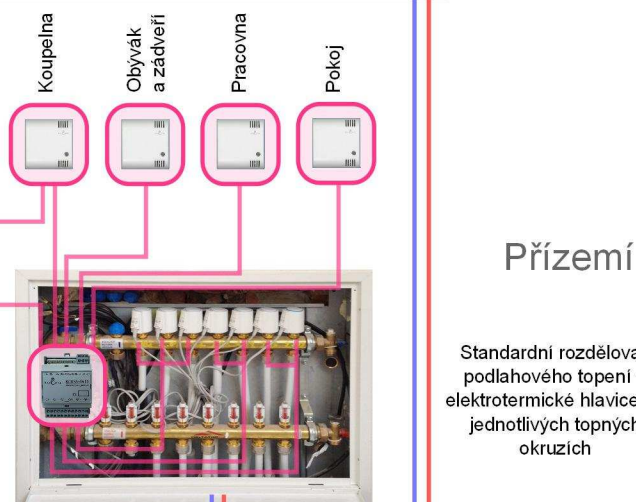 Koupelna
Obývák
a zádveří
Pracovna
Pokoj
Přízemí
Standardní rozdělova
podlahového topení
elektrotermické hlavice
jednotlivých topných
okruzích